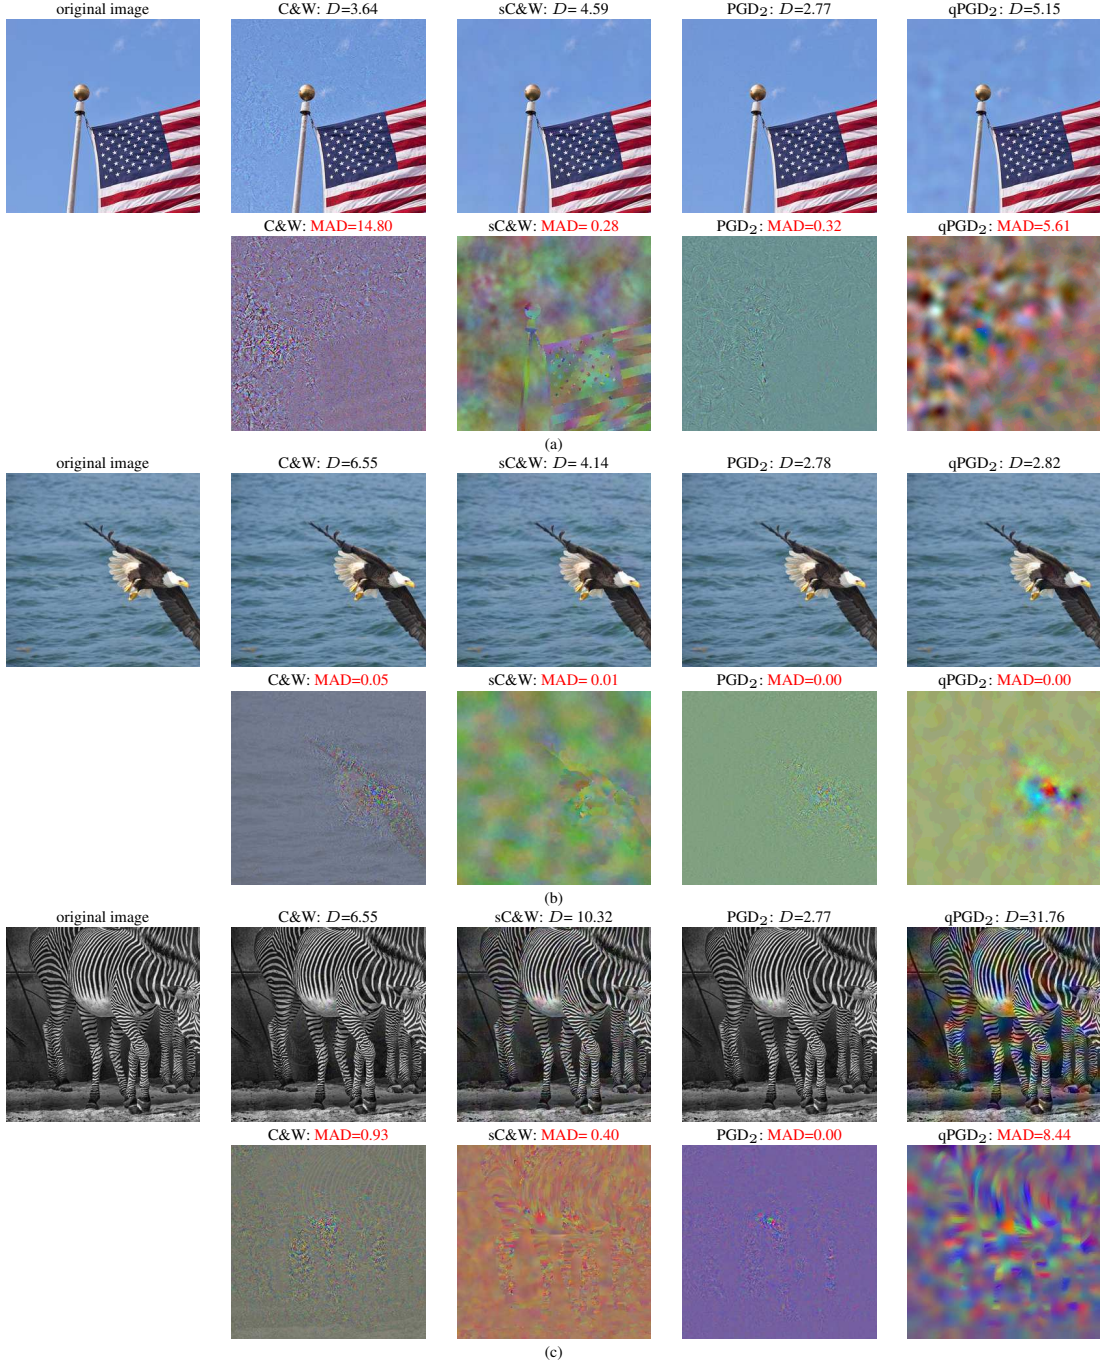 original image C&W: D=3.64 sC&W: D= 4.59 PGD₂: D=2.77 qPGD₂: D=5.15
C&W: MAD=14.80 sC&W: MAD= 0.28 PGD₂: MAD=0.32 qPGD₂: MAD=5.61
(a)
original image C&W: D=6.55 sC&W: D= 4.14 PGD₂: D=2.78 qPGD₂: D=2.82
C&W: MAD=0.05 sC&W: MAD= 0.01 PGD₂: MAD=0.00 qPGD₂: MAD=0.00
(b)
original image C&W: D=6.55 sC&W: D= 10.32 PGD₂: D=2.77 qPGD₂: D=31.76
C&W: MAD=0.93 sC&W: MAD= 0.40 PGD₂: MAD=0.00 qPGD₂: MAD=8.44
(c)